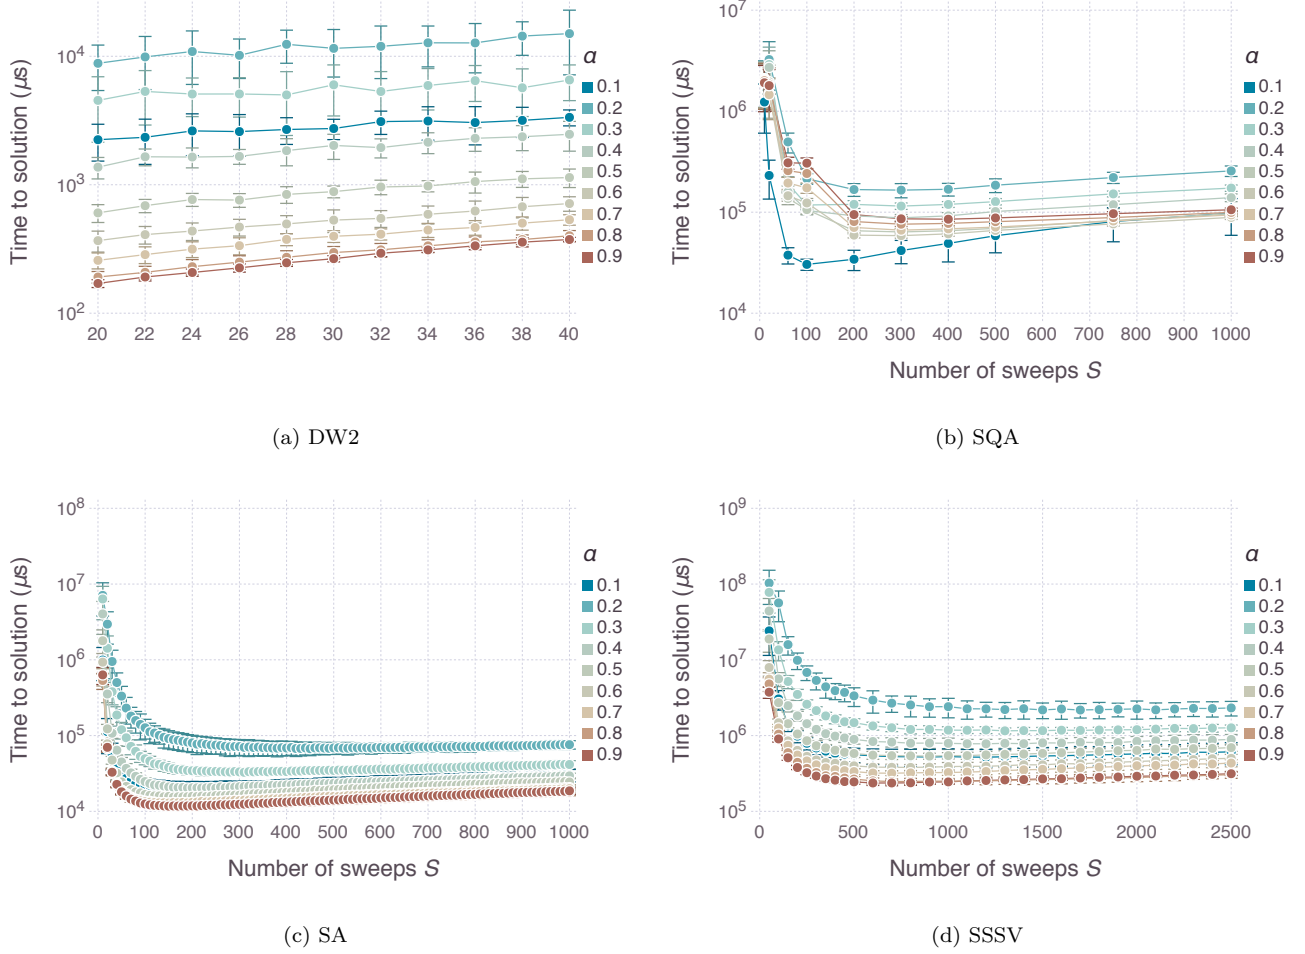 Time to solution (μs)
10⁴
10³
10²
20 22 24 26 28 30 32 34 36 38 40
α
0.1
0.2
0.3
0.4
0.5
0.6
0.7
0.8
0.9
(a) DW2
Time to solution (μs)
10⁷
10⁶
10⁵
10⁴
0 100 200 300 400 500 600 700 800 900 1000
Number of sweeps S
α
0.1
0.2
0.3
0.4
0.5
0.6
0.7
0.8
0.9
(b) SQA
Time to solution (μs)
10⁸
10⁷
10⁶
10⁵
10⁴
0 100 200 300 400 500 600 700 800 900 1000
Number of sweeps S
α
0.1
0.2
0.3
0.4
0.5
0.6
0.7
0.8
0.9
(c) SA
Time to solution (μs)
10⁹
10⁸
10⁷
10⁶
10⁵
0 500 1000 1500 2000 2500
Number of sweeps S
α
0.1
0.2
0.3
0.4
0.5
0.6
0.7
0.8
0.9
(d) SSSV